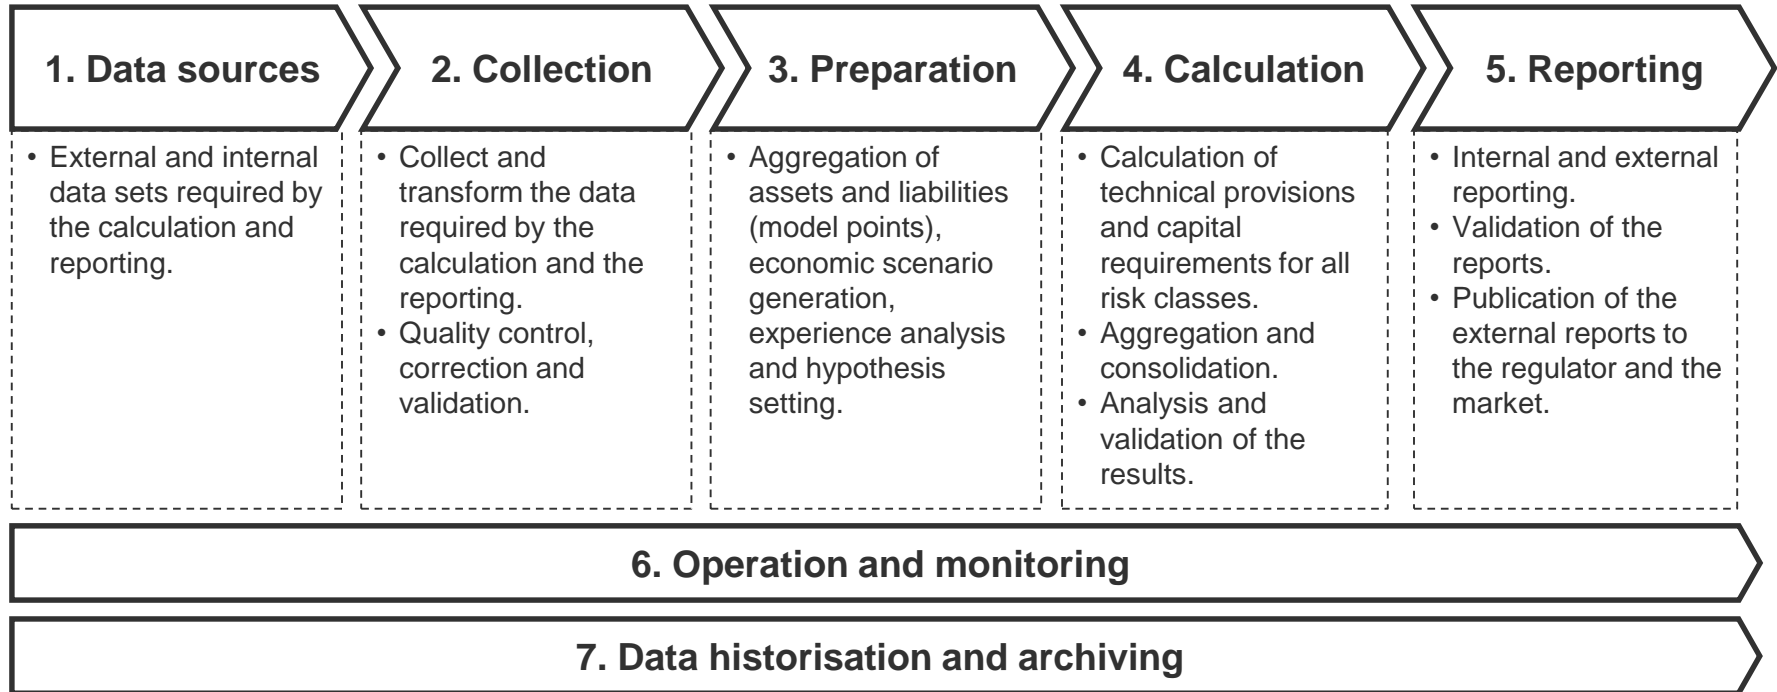 1. Data sources
2. Collection
3. Preparation
4. Calculation
5. Reporting
• External and internal
data sets required by
the calculation and
reporting.
• Collect and
transform the data
required by the
calculation and the
reporting.
• Quality control,
correction and
validation.
• Aggregation of
assets and liabilities
(model points),
economic scenario
generation,
experience analysis
and hypothesis
setting.
• Calculation of
technical provisions
and capital
requirements for all
risk classes.
• Aggregation and
consolidation.
• Analysis and
validation of the
results.
• Internal and external
reporting.
• Validation of the
reports.
• Publication of the
external reports to
the regulator and the
market.
6. Operation and monitoring
7. Data historisation and archiving